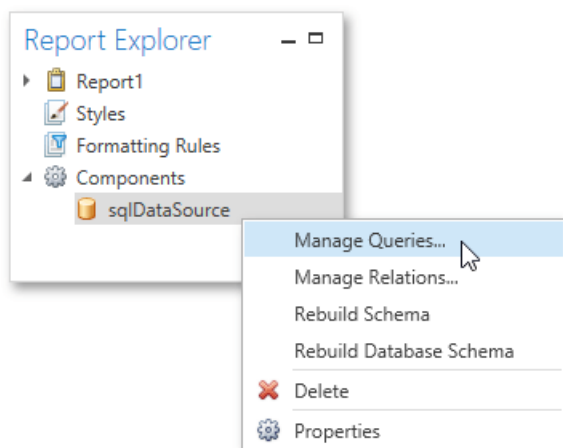 Report Explorer
Report1
Styles
Formatting Rules
Components
sqlDataSource
Manage Queries...
Manage Relations...
Rebuild Schema
Rebuild Database Schema
Delete
Properties